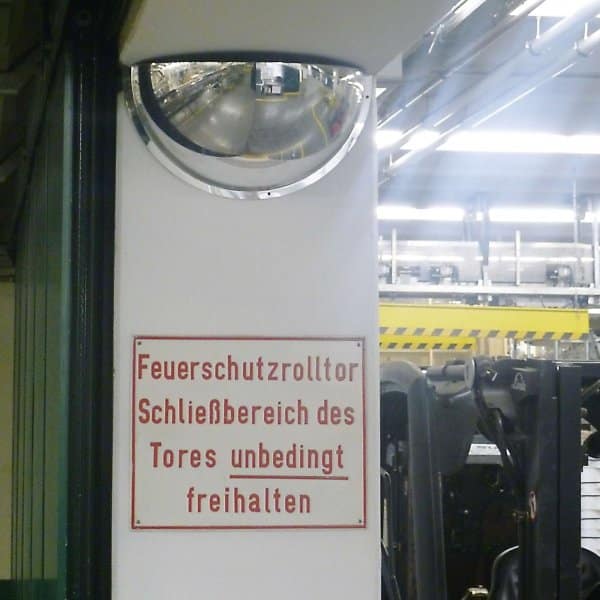 Feuerschutzrolltor
Schließbereich des
Tores unbedingt
freihalten